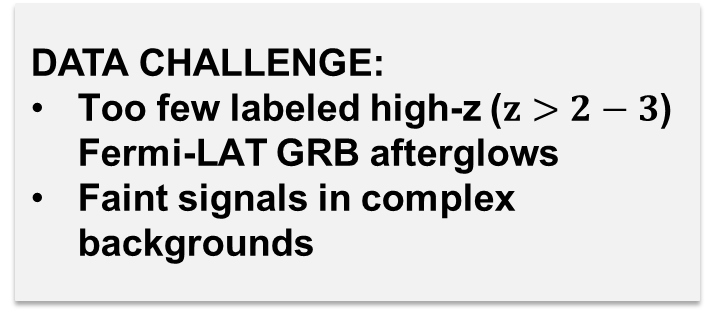 DATA CHALLENGE:
• Too few labeled high-z (z > 2 − 3)
Fermi-LAT GRB afterglows
• Faint signals in complex
backgrounds